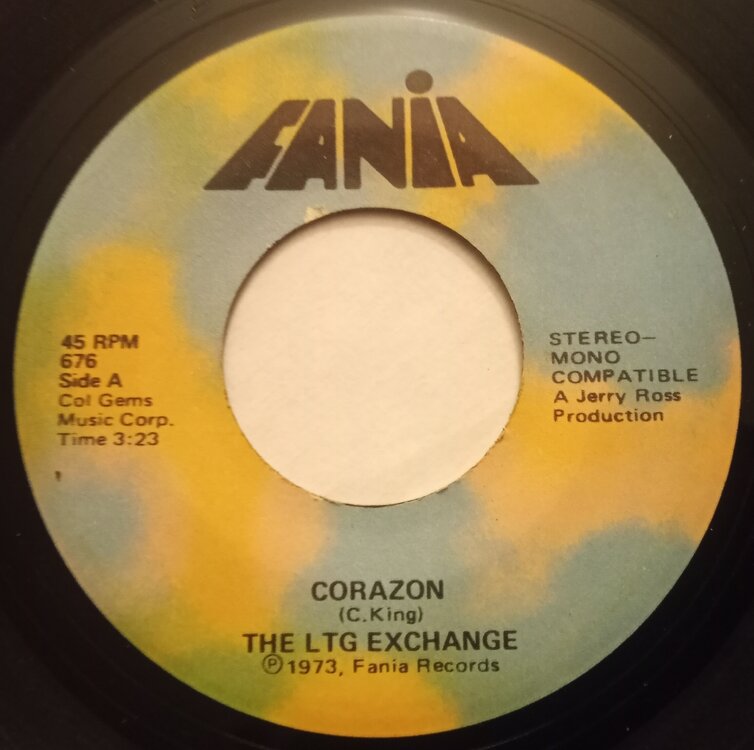 FANiA
45 RPM
676
Side A
Col Gems
Music Corp.
Time 3:23
STEREO—
MONO
COMPATIBLE
A Jerry Ross
Production
CORAZON
(C.King)
THE LTG EXCHANGE
℗1973, Fania Records